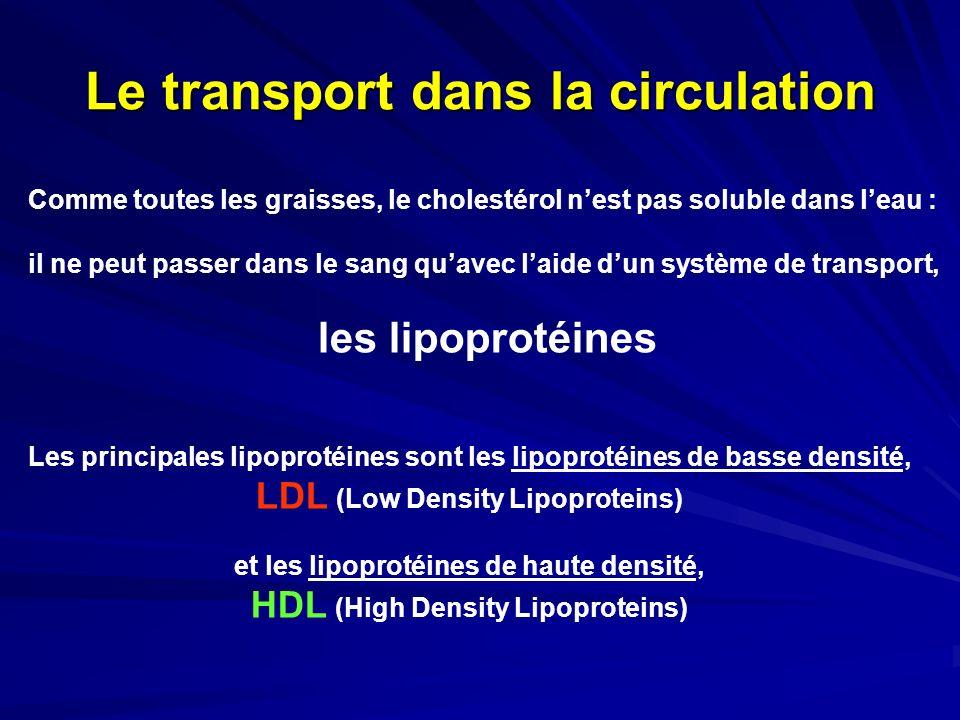 Le transport dans la circulation
Comme toutes les graisses, le cholestérol n’est pas soluble dans l’eau :
il ne peut passer dans le sang qu’avec l’aide d’un système de transport,
les lipoprotéines
Les principales lipoprotéines sont les lipoprotéines de basse densité,
LDL (Low Density Lipoproteins)
et les lipoprotéines de haute densité,
HDL (High Density Lipoproteins)